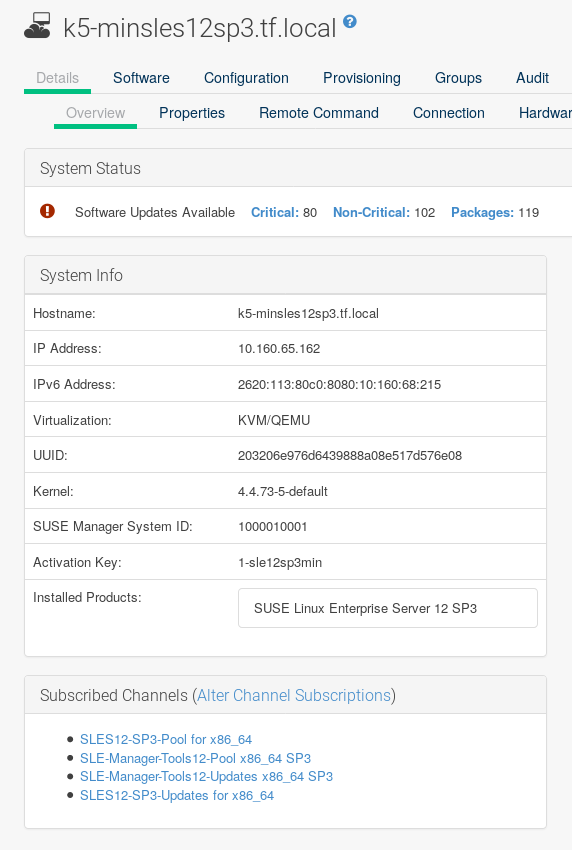 k5-minsles12sp3.tf.local
Details Software Configuration Provisioning Groups Audit
Overview Properties Remote Command Connection Hardwar
System Status
Software Updates Available Critical: 80 Non-Critical: 102 Packages: 119
System Info
Hostname: k5-minsles12sp3.tf.local
IP Address: 10.160.65.162
IPv6 Address: 2620:113:80c0:8080:10:160:68:215
Virtualization: KVM/QEMU
UUID: 203206e976d6439888a08e517d576e08
Kernel: 4.4.73-5-default
SUSE Manager System ID: 1000010001
Activation Key: 1-sle12sp3min
Installed Products: SUSE Linux Enterprise Server 12 SP3
Subscribed Channels (Alter Channel Subscriptions)
SLES12-SP3-Pool for x86_64
SLE-Manager-Tools12-Pool x86_64 SP3
SLE-Manager-Tools12-Updates x86_64 SP3
SLES12-SP3-Updates for x86_64